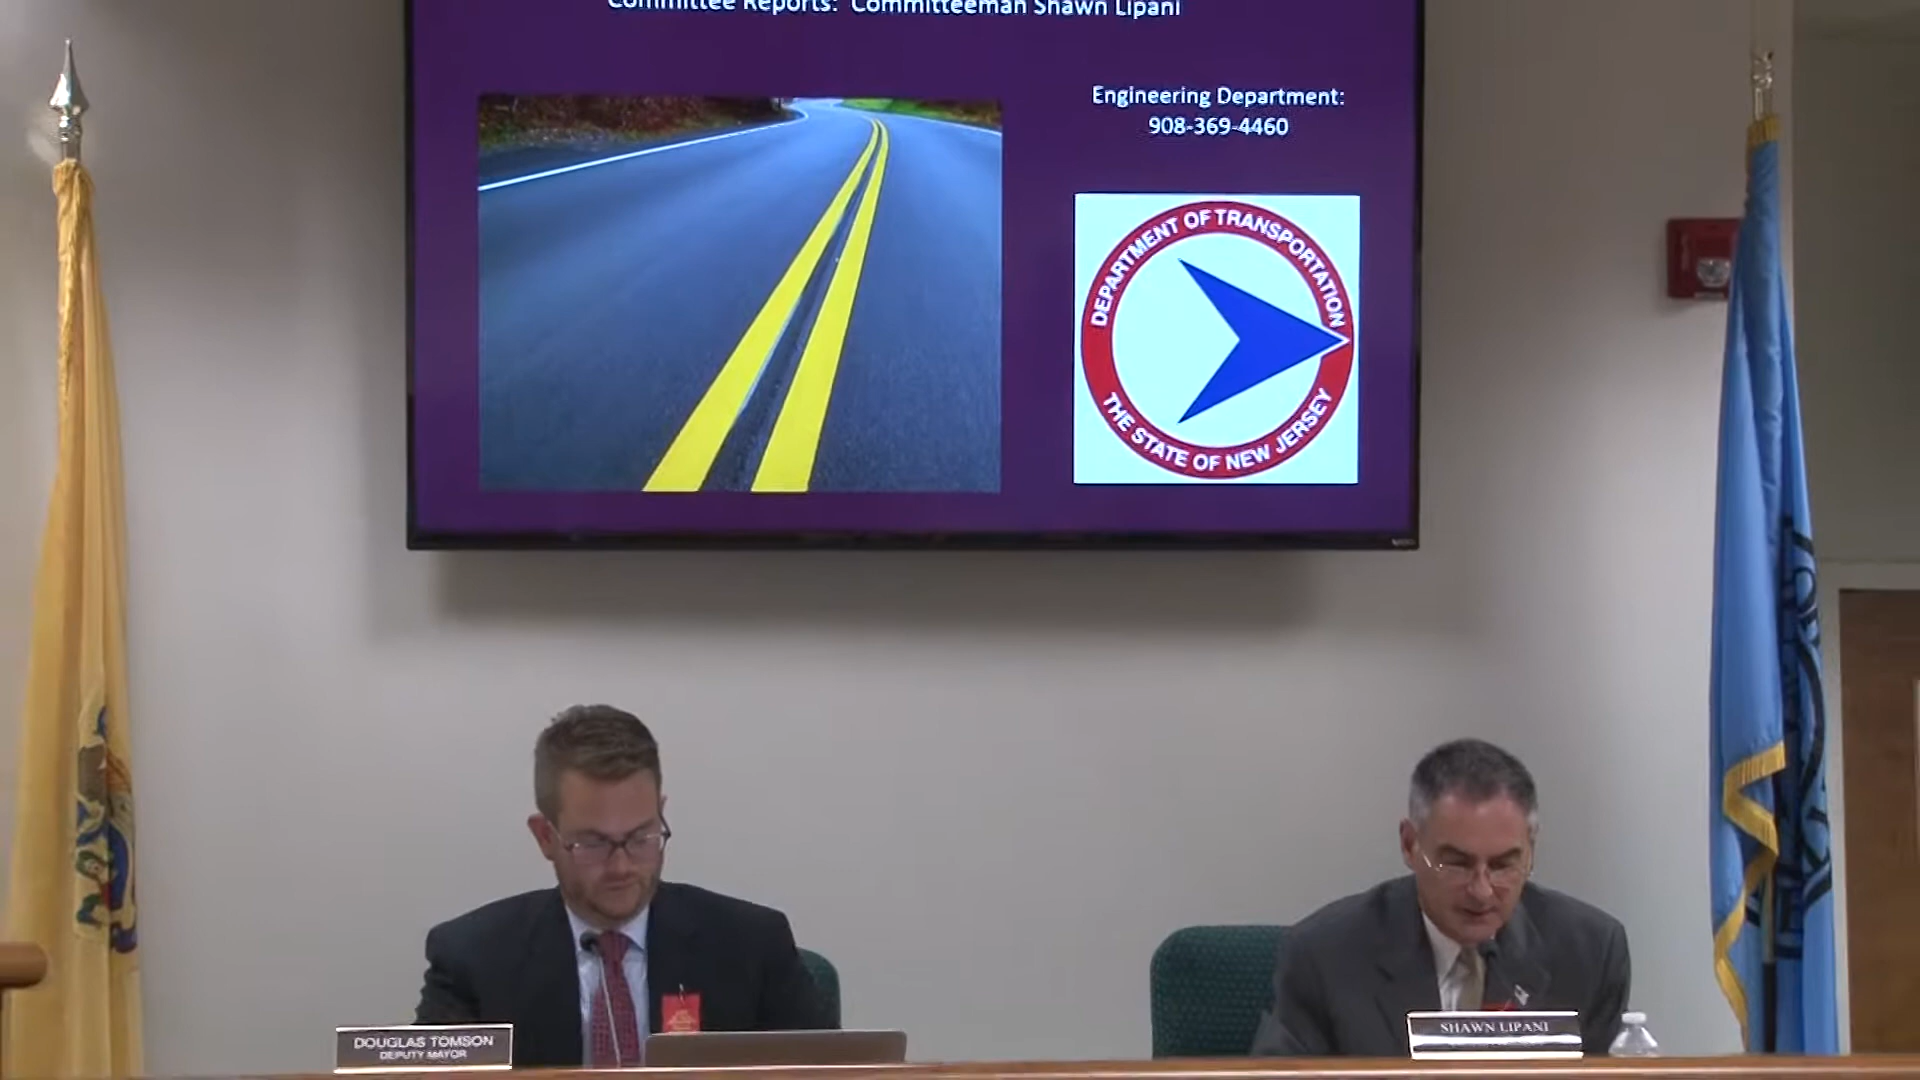 Committee Reports: Committeeman Shawn Lipani
Engineering Department:
908-369-4460
DEPARTMENT OF TRANSPORTATION
THE STATE OF NEW JERSEY
DOUGLAS TOMSON
DEPUTY MAYOR
SHAWN LIPANI